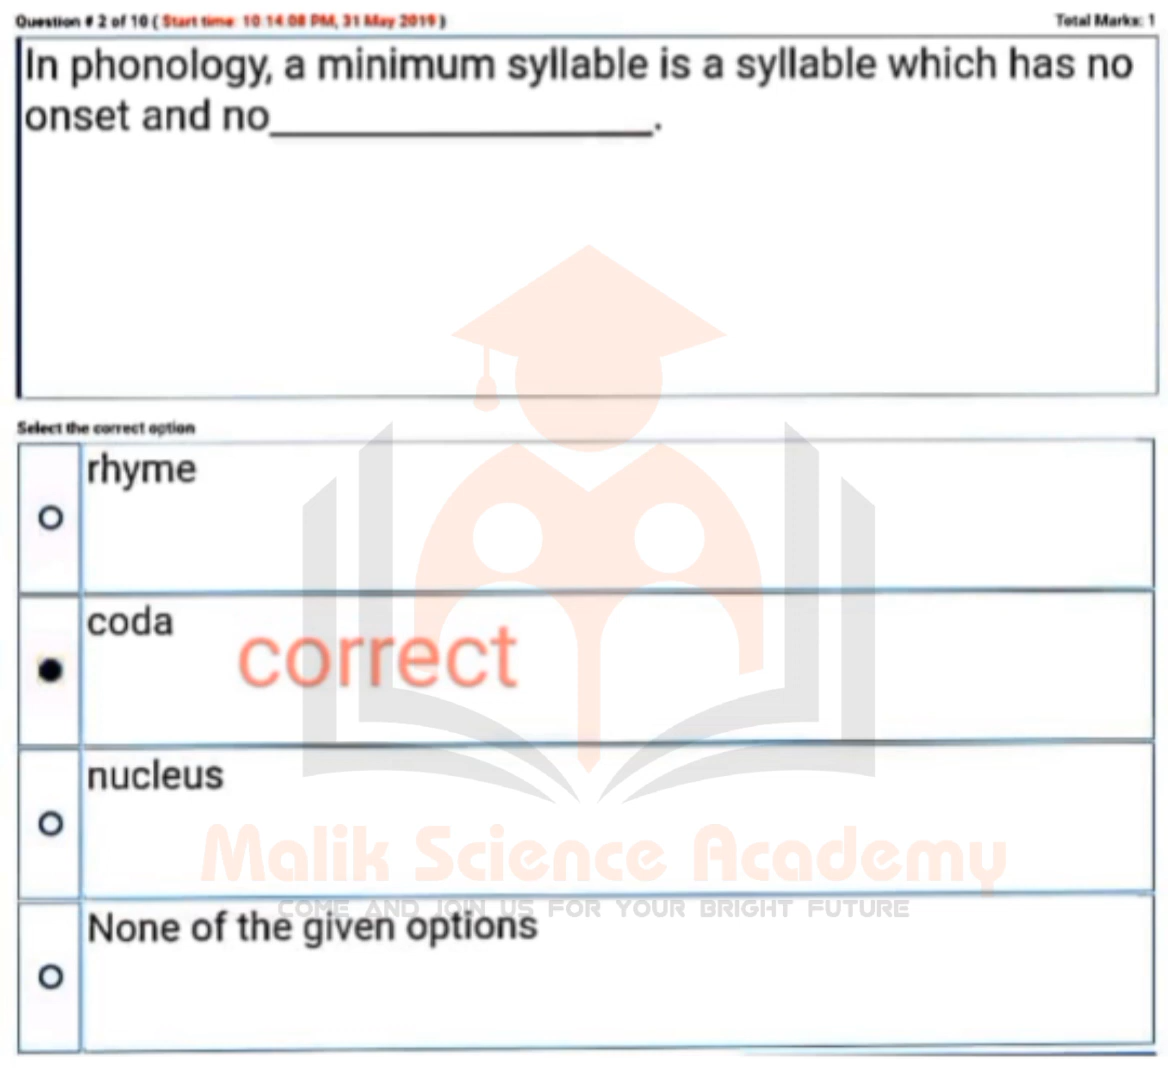 Question # 2 of 10 ( Start time: 10:14:08 PM, 31 May 2019 )
Total Marks: 1
In phonology, a minimum syllable is a syllable which has no
onset and no_________________.
Select the correct option
rhyme
coda
correct
nucleus
Malik Science Academy
COME AND JOIN US FOR YOUR BRIGHT FUTURE
None of the given options